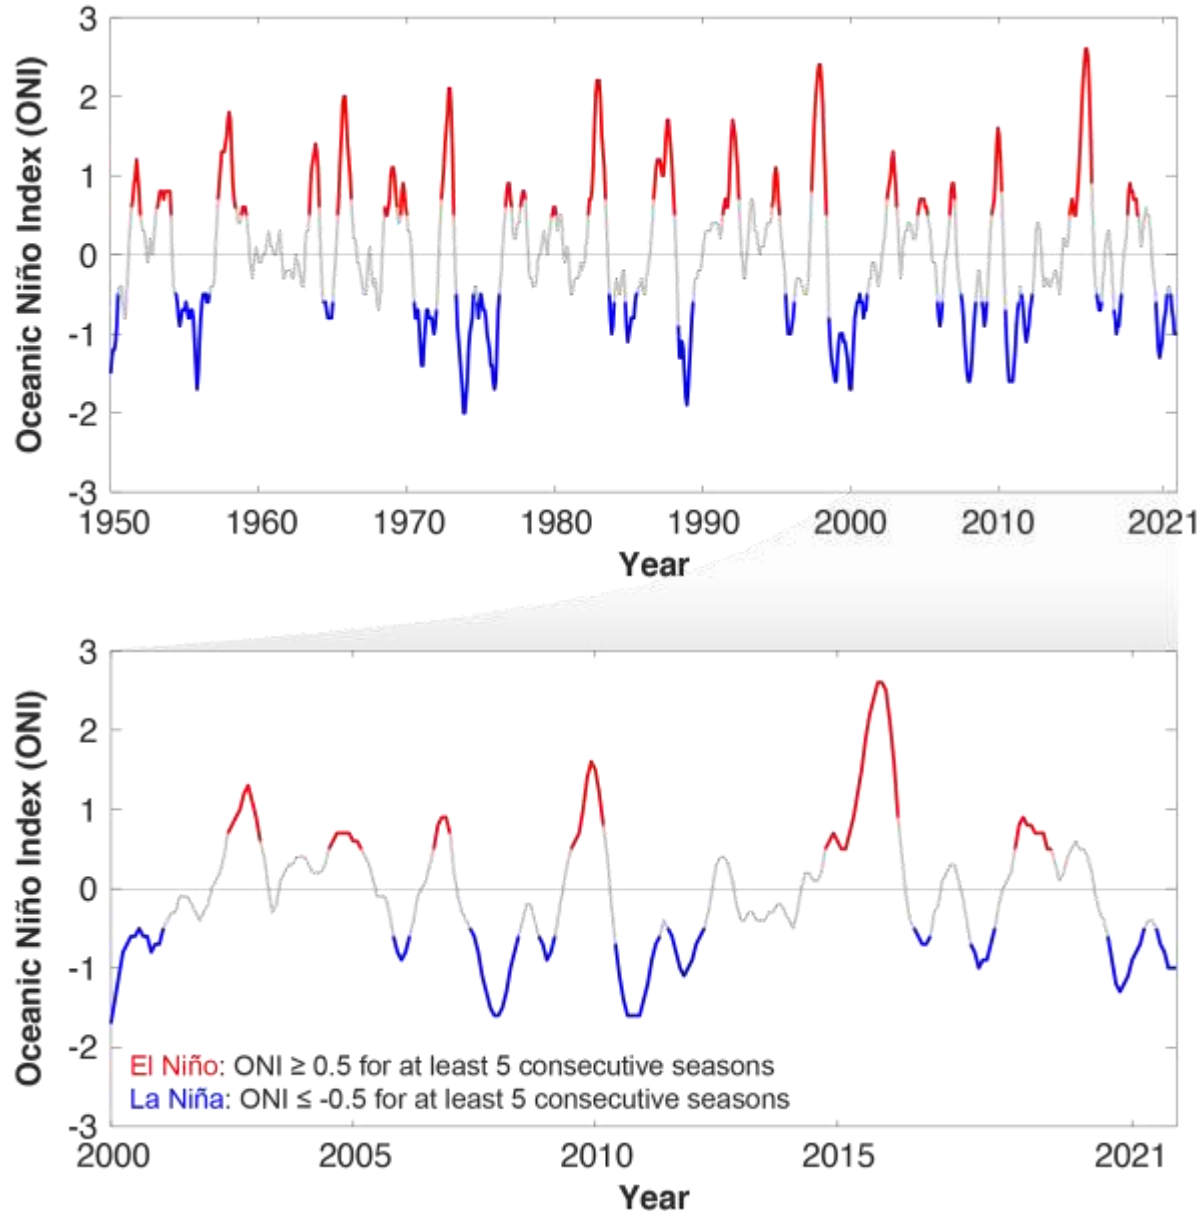 Oceanic Niño Index (ONI)
3
2
1
0
-1
-2
-3
1950 1960 1970 1980 1990 2000 2010 2021
Year
Oceanic Niño Index (ONI)
3
2
1
0
-1
-2
-3
El Niño: ONI ≥ 0.5 for at least 5 consecutive seasons
La Niña: ONI ≤ -0.5 for at least 5 consecutive seasons
2000 2005 2010 2015 2021
Year